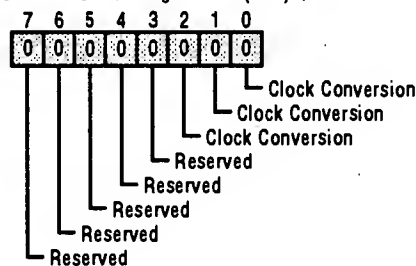 7 6 5 4 3 2 1 0
0 0 0 0 0 0 0 0
Clock Conversion
Clock Conversion
Clock Conversion
Reserved
Reserved
Reserved
Reserved
Reserved